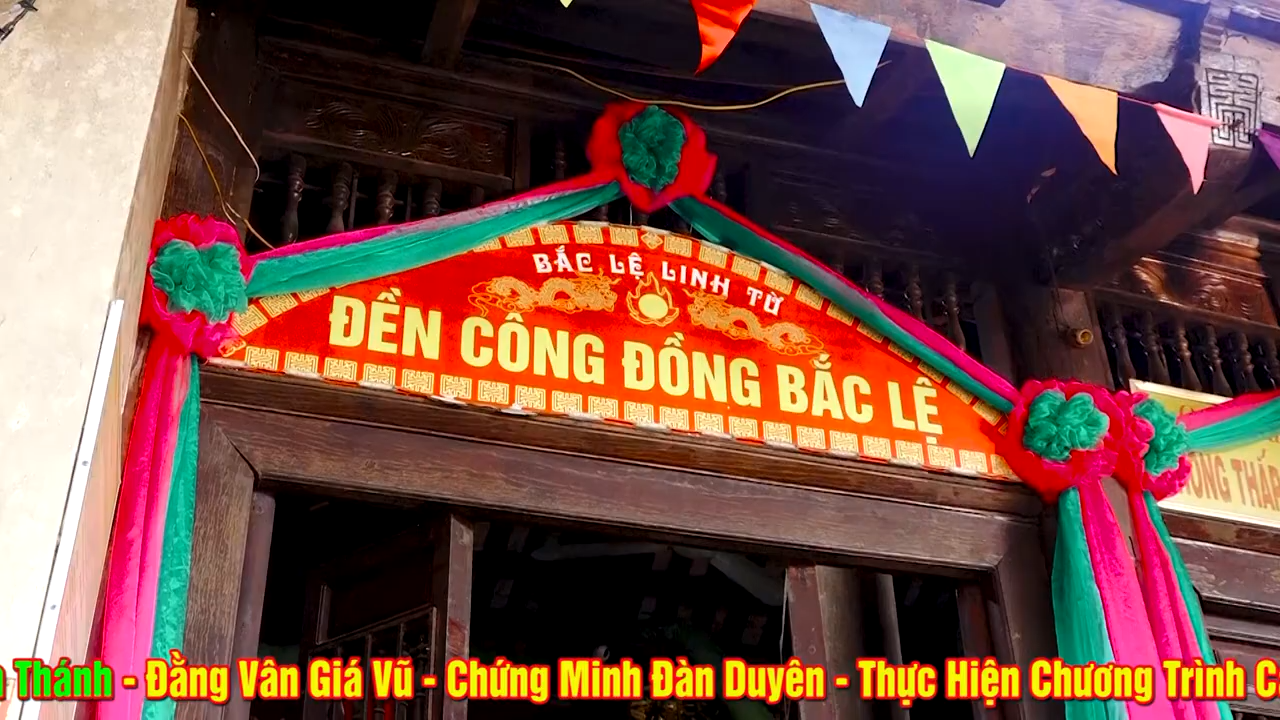 BẮC LỆ LINH TỪ
ĐỀN CÔNG ĐỒNG BẮC LỆ
Thánh - Đằng Vân Giá Vũ - Chứng Minh Đàn Duyên - Thực Hiện Chương Trình